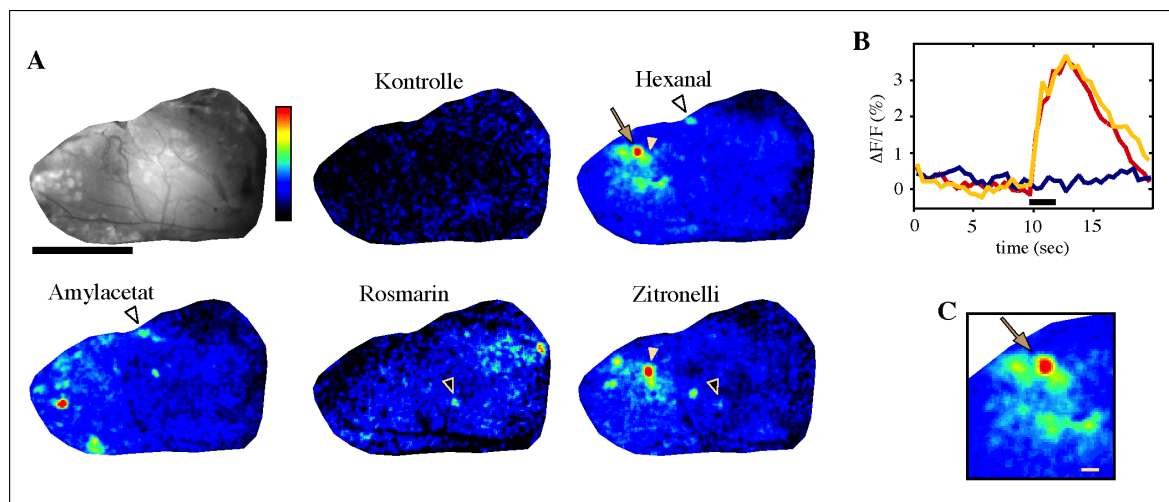 A
Kontrolle
Hexanal
Amylacetat
Rosmarin
Zitronelli
B
ΔF/F (%)
3
2
1
0
0
5
10
15
time (sec)
C